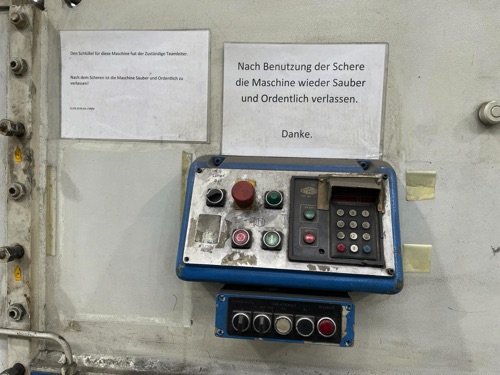 Den Schlüßel für diese Maschine hat der Zuständige Teamleiter.
Nach dem Scheren ist die Maschine Sauber und Ordentlich zu
verlassen!
Nach Benutzung der Schere
die Maschine wieder Sauber
und Ordentlich verlassen.
Danke.